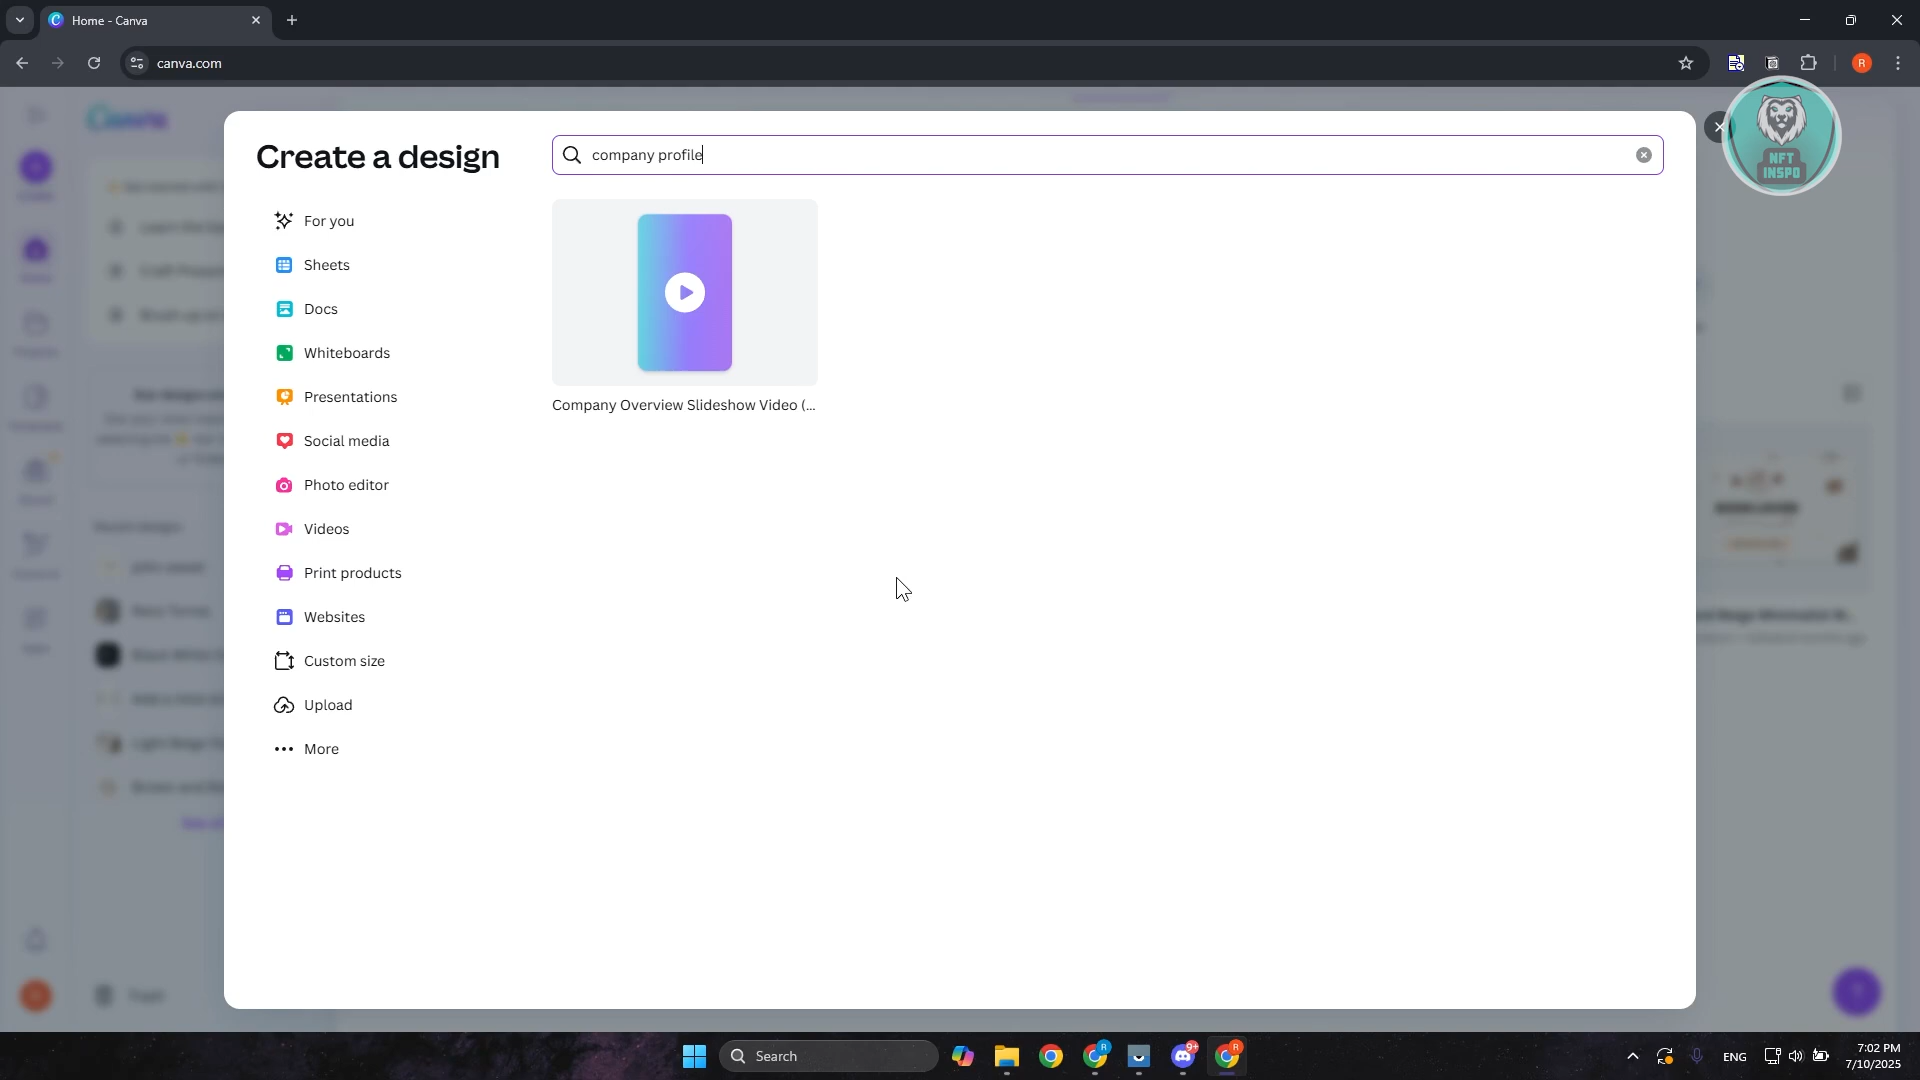 Home - Canva
canva.com
R
Canva
NFT
INSPO
Create a design
company profile
For you
Sheets
Docs
Whiteboards
Presentations
Social media
Photo editor
Videos
Print products
Websites
Custom size
Upload
More
Company Overview Slideshow Video (...
Search
R
9+
R
ENG
7:02 PM
7/10/2025